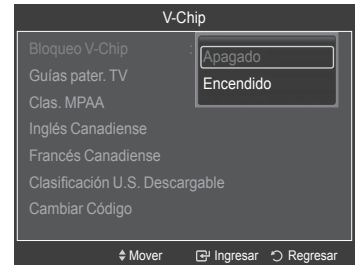 V-Chip
Bloqueo V-Chip : Apagado
Encendido
Guías pater. TV
Clas. MPAA
Inglés Canadiense
Francés Canadiense
Clasificación U.S. Descargable
Cambiar Código
Mover Ingresar Regresar